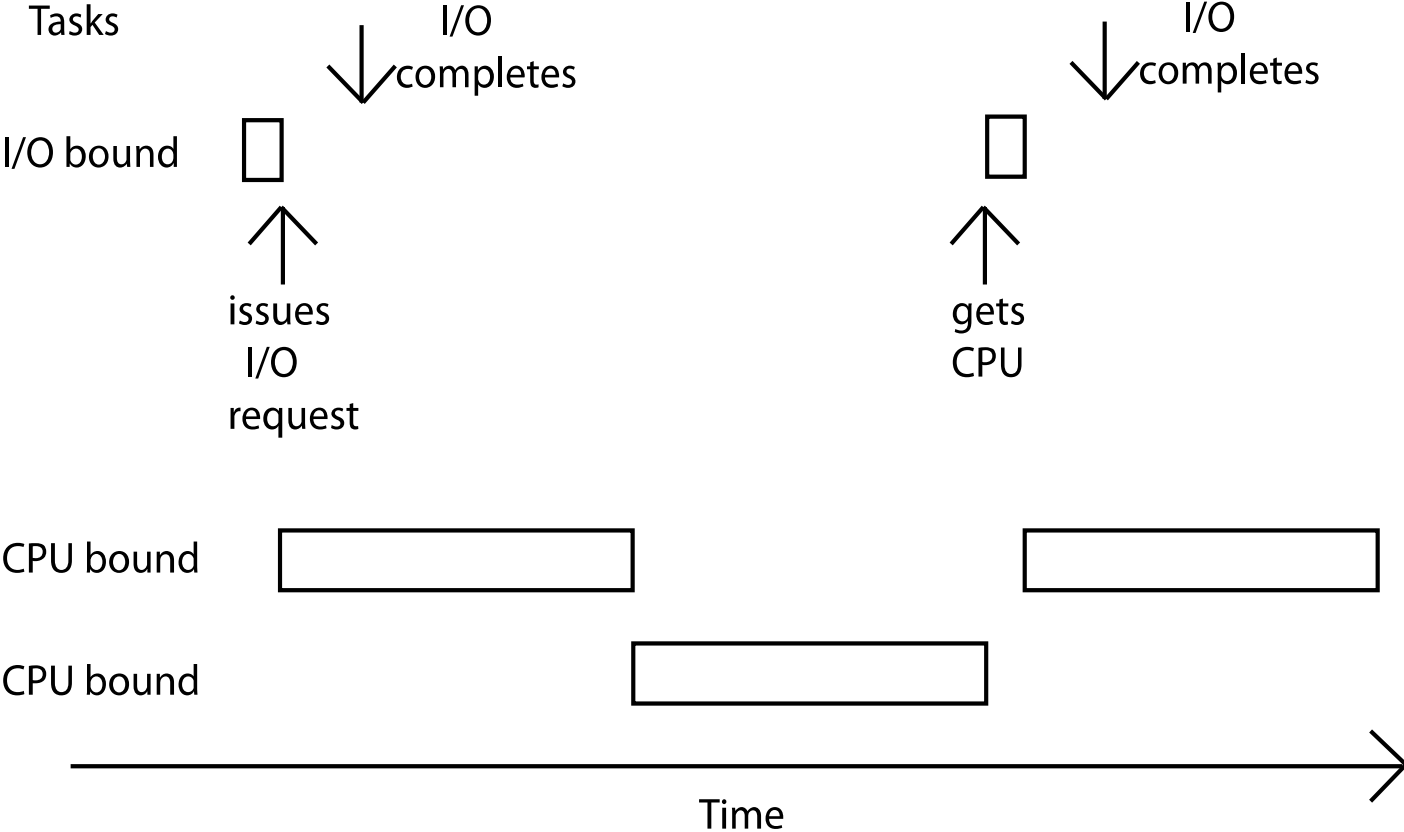 Tasks
I/O
completes
I/O
completes
I/O bound
issues
I/O
request
gets
CPU
CPU bound
CPU bound
Time